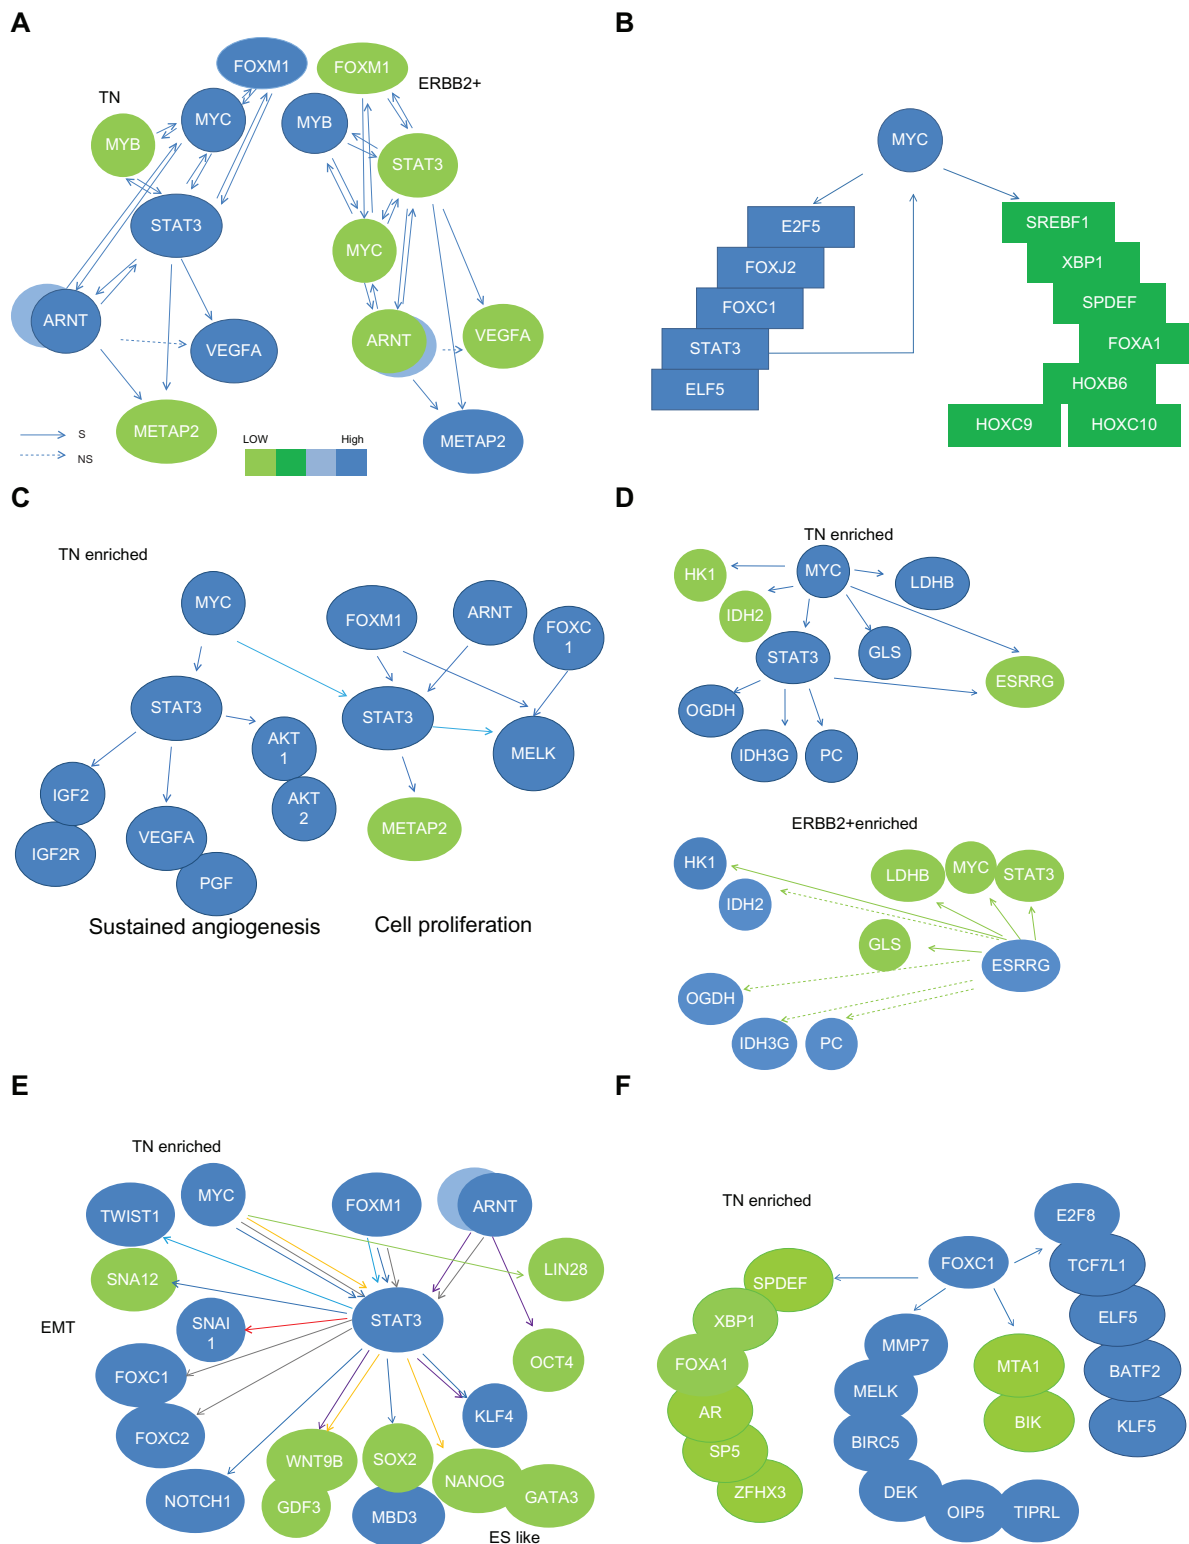 A
FOXM1
FOXM1
TN
ERBB2+
MYC
MYB
MYB
STAT3
STAT3
MYC
ARNT
ARNT
VEGFA
VEGFA
METAP2
METAP2
S
NS
LOW
High
B
MYC
E2F5
SREBF1
FOXJ2
XBP1
FOXC1
SPDEF
STAT3
FOXA1
ELF5
HOXB6
HOXC9
HOXC10
C
TN enriched
MYC
FOXM1
ARNT
FOXC
1
STAT3
STAT3
AKT
1
MELK
IGF2
AKT
2
IGF2R
VEGFA
METAP2
PGF
Sustained angiogenesis
Cell proliferation
D
TN enriched
HK1
MYC
LDHB
IDH2
STAT3
GLS
ESRRG
OGDH
IDH3G
PC
ERBB2+enriched
HK1
LDHB
MYC
STAT3
IDH2
GLS
ESRRG
OGDH
IDH3G
PC
E
TN enriched
TWIST1
MYC
FOXM1
ARNT
SNA12
LIN28
EMT
SNAI
1
STAT3
OCT4
FOXC1
FOXC2
KLF4
WNT9B
SOX2
NANOG
NOTCH1
GDF3
MBD3
GATA3
ES like
F
TN enriched
E2F8
SPDEF
FOXC1
TCF7L1
XBP1
ELF5
FOXA1
MMP7
MTA1
BATF2
AR
MELK
BIK
KLF5
SP5
BIRC5
ZFHX3
DEK
OIP5
TIPRL